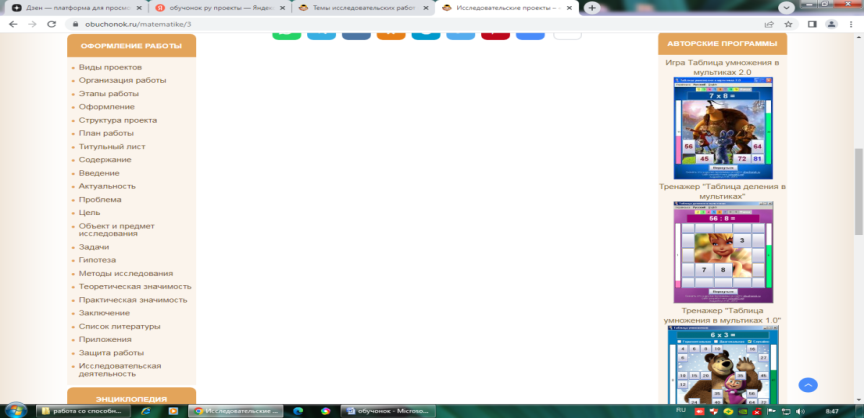 Дзен — платформа для просмо
обучонок ру проекты — Яндекс
Темы исследовательских работ
Исследовательские проекты –
obuchonok.ru/matematike/3
ОФОРМЛЕНИЕ РАБОТЫ
Виды проектов
Организация работы
Этапы работы
Оформление
Структура проекта
План работы
Титульный лист
Содержание
Введение
Актуальность
Проблема
Цель
Объект и предмет
исследования
Задачи
Гипотеза
Методы исследования
Теоретическая значимость
Практическая значимость
Заключение
Список литературы
Приложения
Защита работы
Исследовательская
деятельность
ЭНЦИКЛОПЕДИЯ
АВТОРСКИЕ ПРОГРАММЫ
Игра Таблица умножения в
мультиках 2.0
7 x 8 =
56 64
45 72 81
Тренажер "Таблица деления в
мультиках"
56 : 8 =
3
7 8
Тренажер "Таблица
умножения в мультиках 1.0"
6 x 3 =
работа со способн...
Исследовательские ...
обучонок - Microso...
RU
8:47